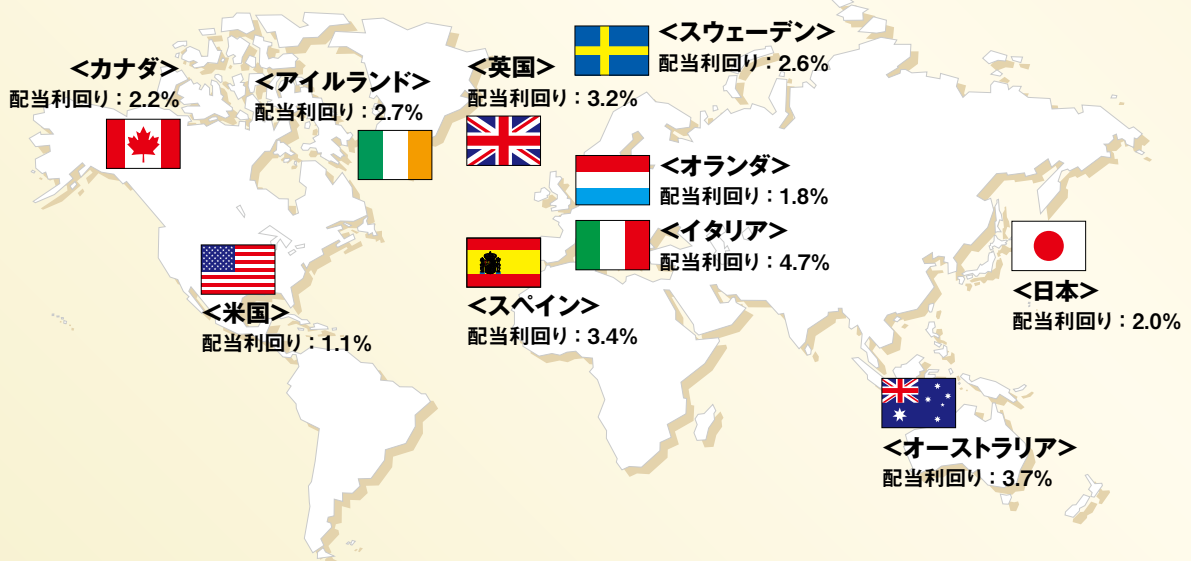 <カナダ>
配当利回り：2.2%
<アイルランド>
配当利回り：2.7%
<英国>
配当利回り：3.2%
<スウェーデン>
配当利回り：2.6%
<オランダ>
配当利回り：1.8%
<イタリア>
配当利回り：4.7%
<米国>
配当利回り：1.1%
<スペイン>
配当利回り：3.4%
<日本>
配当利回り：2.0%
<オーストラリア>
配当利回り：3.7%